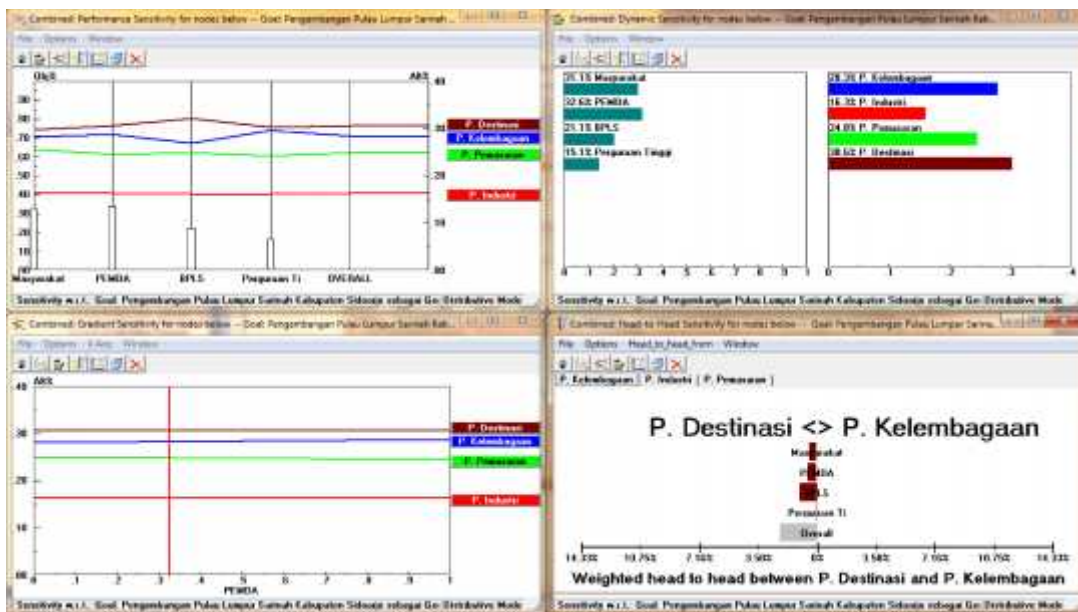 Combined: Performance Sensitivity for nodes below -- Goal: Pengembangan Pulau Lumpur Sarinah ...
File Options Window
Obj% Alt%
40
90
80
P. Destinasi
30
70
P. Kelembagaan
60
P. Pemasaran
50
20
40
P. Industri
30
10
20
10
00 00
Masyarakat PEMDA BPLS Perguruan Ti OVERALL
Sensitivity w.r.t. Goal: Pengembangan Pulau Lumpur Sarinah Kabupaten Sidoarjo sebagai Geo Distributive Mode
Combined: Dynamic Sensitivity for nodes below -- Goal: Pengembangan Pulau Lumpur Sarinah Kab...
File Options Window
31.1% Masyarakat
32.6% PEMDA
21.1% BPLS
15.1% Perguruan Tinggi
0 .1 .2 .3 .4 .5 .6 .7 .8 .9 1
28.3% P. Kelembagaan
16.3% P. Industri
24.8% P. Pemasaran
30.6% P. Destinasi
0 .1 .2 .3 .4
Sensitivity w.r.t. Goal: Pengembangan Pulau Lumpur Sarinah Kabupaten Sidoarjo sebagai Geo Distributive Mode
Combined: Gradient Sensitivity for nodes below -- Goal: Pengembangan Pulau Lumpur Sarinah Kab...
File Options X Axis Window
Alt%
40
P. Destinasi
30
P. Kelembagaan
P. Pemasaran
20
P. Industri
10
00
0 .1 .2 .3 .4 .5 .6 .7 .8 .9 1
PEMDA
Sensitivity w.r.t. Goal: Pengembangan Pulau Lumpur Sarinah Kabupaten Sidoarjo sebagai Geo Distributive Mode
Combined: Head-to-Head Sensitivity for nodes below -- Goal: Pengembangan Pulau Lumpur Sarina...
File Options Head_to_head_from Window
P. Kelembagaan | P. Industri | P. Pemasaran |
P. Destinasi <> P. Kelembagaan
Masyarakat
PEMDA
BPLS
Perguruan Ti
Overall
14.33% 10.75% 7.16% 3.58% 0% 3.58% 7.16% 10.75% 14.33%
Weighted head to head between P. Destinasi and P. Kelembagaan
Sensitivity w.r.t. Goal: Pengembangan Pulau Lumpur Sarinah Kabupaten Sidoarjo sebagai Geo Distributive Mode